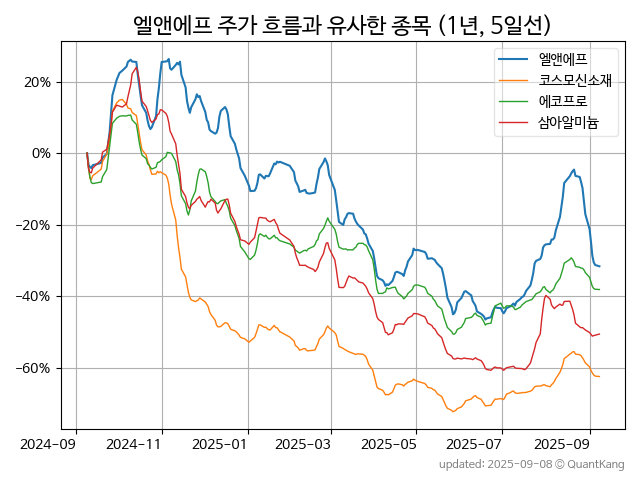 엘앤에프 주가 흐름과 유사한 종목 (1년, 5일선)
엘앤에프
코스모신소재
에코프로
삼아알미늄
20%
0%
−20%
−40%
−60%
2024-09
2024-11
2025-01
2025-03
2025-05
2025-07
2025-09
updated: 2025-09-08 © QuantKang